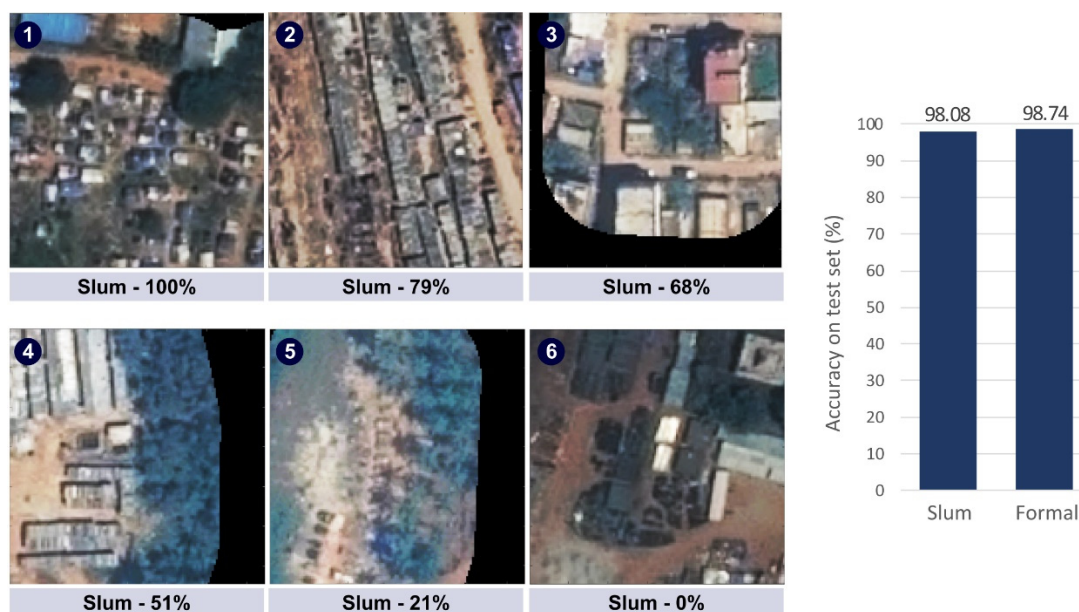 1
2
3
Slum - 100%
Slum - 79%
Slum - 68%
4
5
6
Slum - 51%
Slum - 21%
Slum - 0%
Accuracy on test set (%)
98.08
98.74
100
90
80
70
60
50
40
30
20
10
0
Slum
Formal